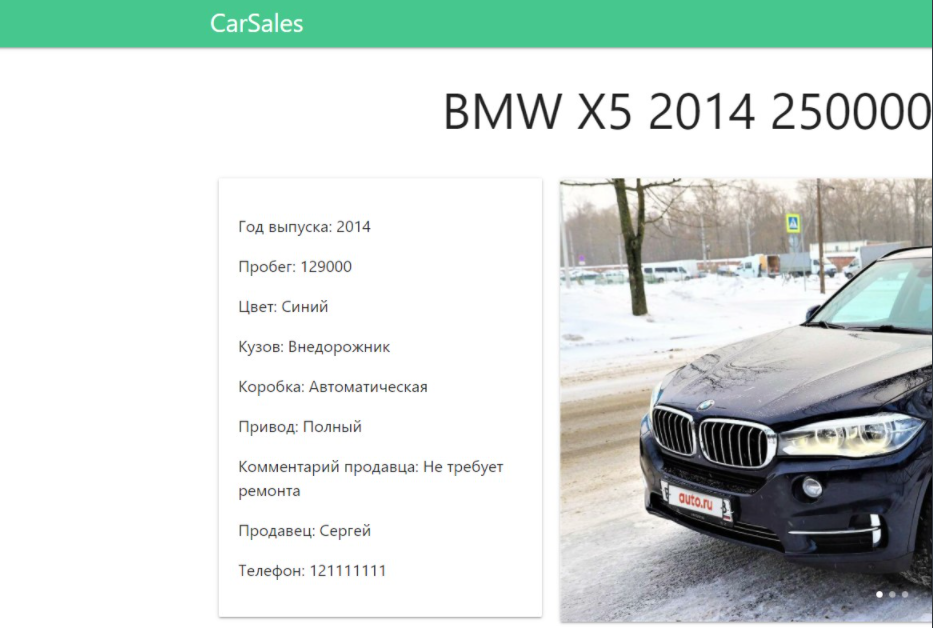 CarSales
BMW X5 2014 250000
Год выпуска: 2014
Пробег: 129000
Цвет: Синий
Кузов: Внедорожник
Коробка: Автоматическая
Привод: Полный
Комментарий продавца: Не требует
ремонта
Продавец: Сергей
Телефон: 121111111
auto.ru